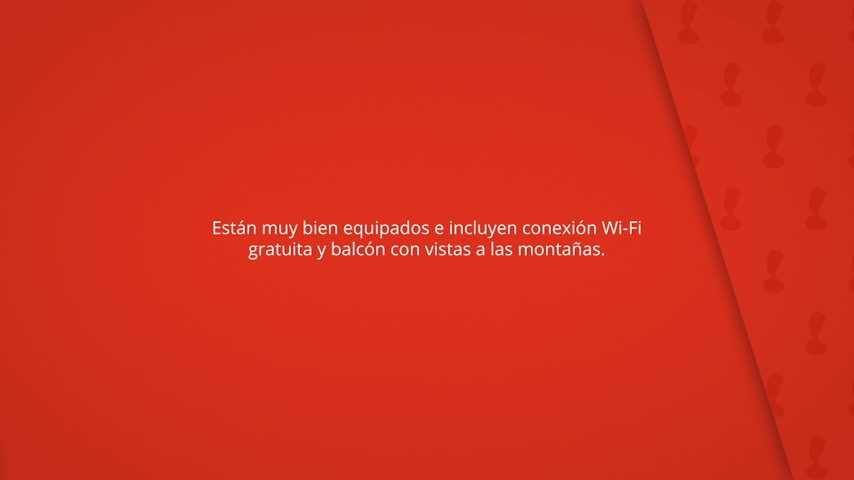 Están muy bien equipados e incluyen conexión Wi-Fi
gratuita y balcón con vistas a las montañas.